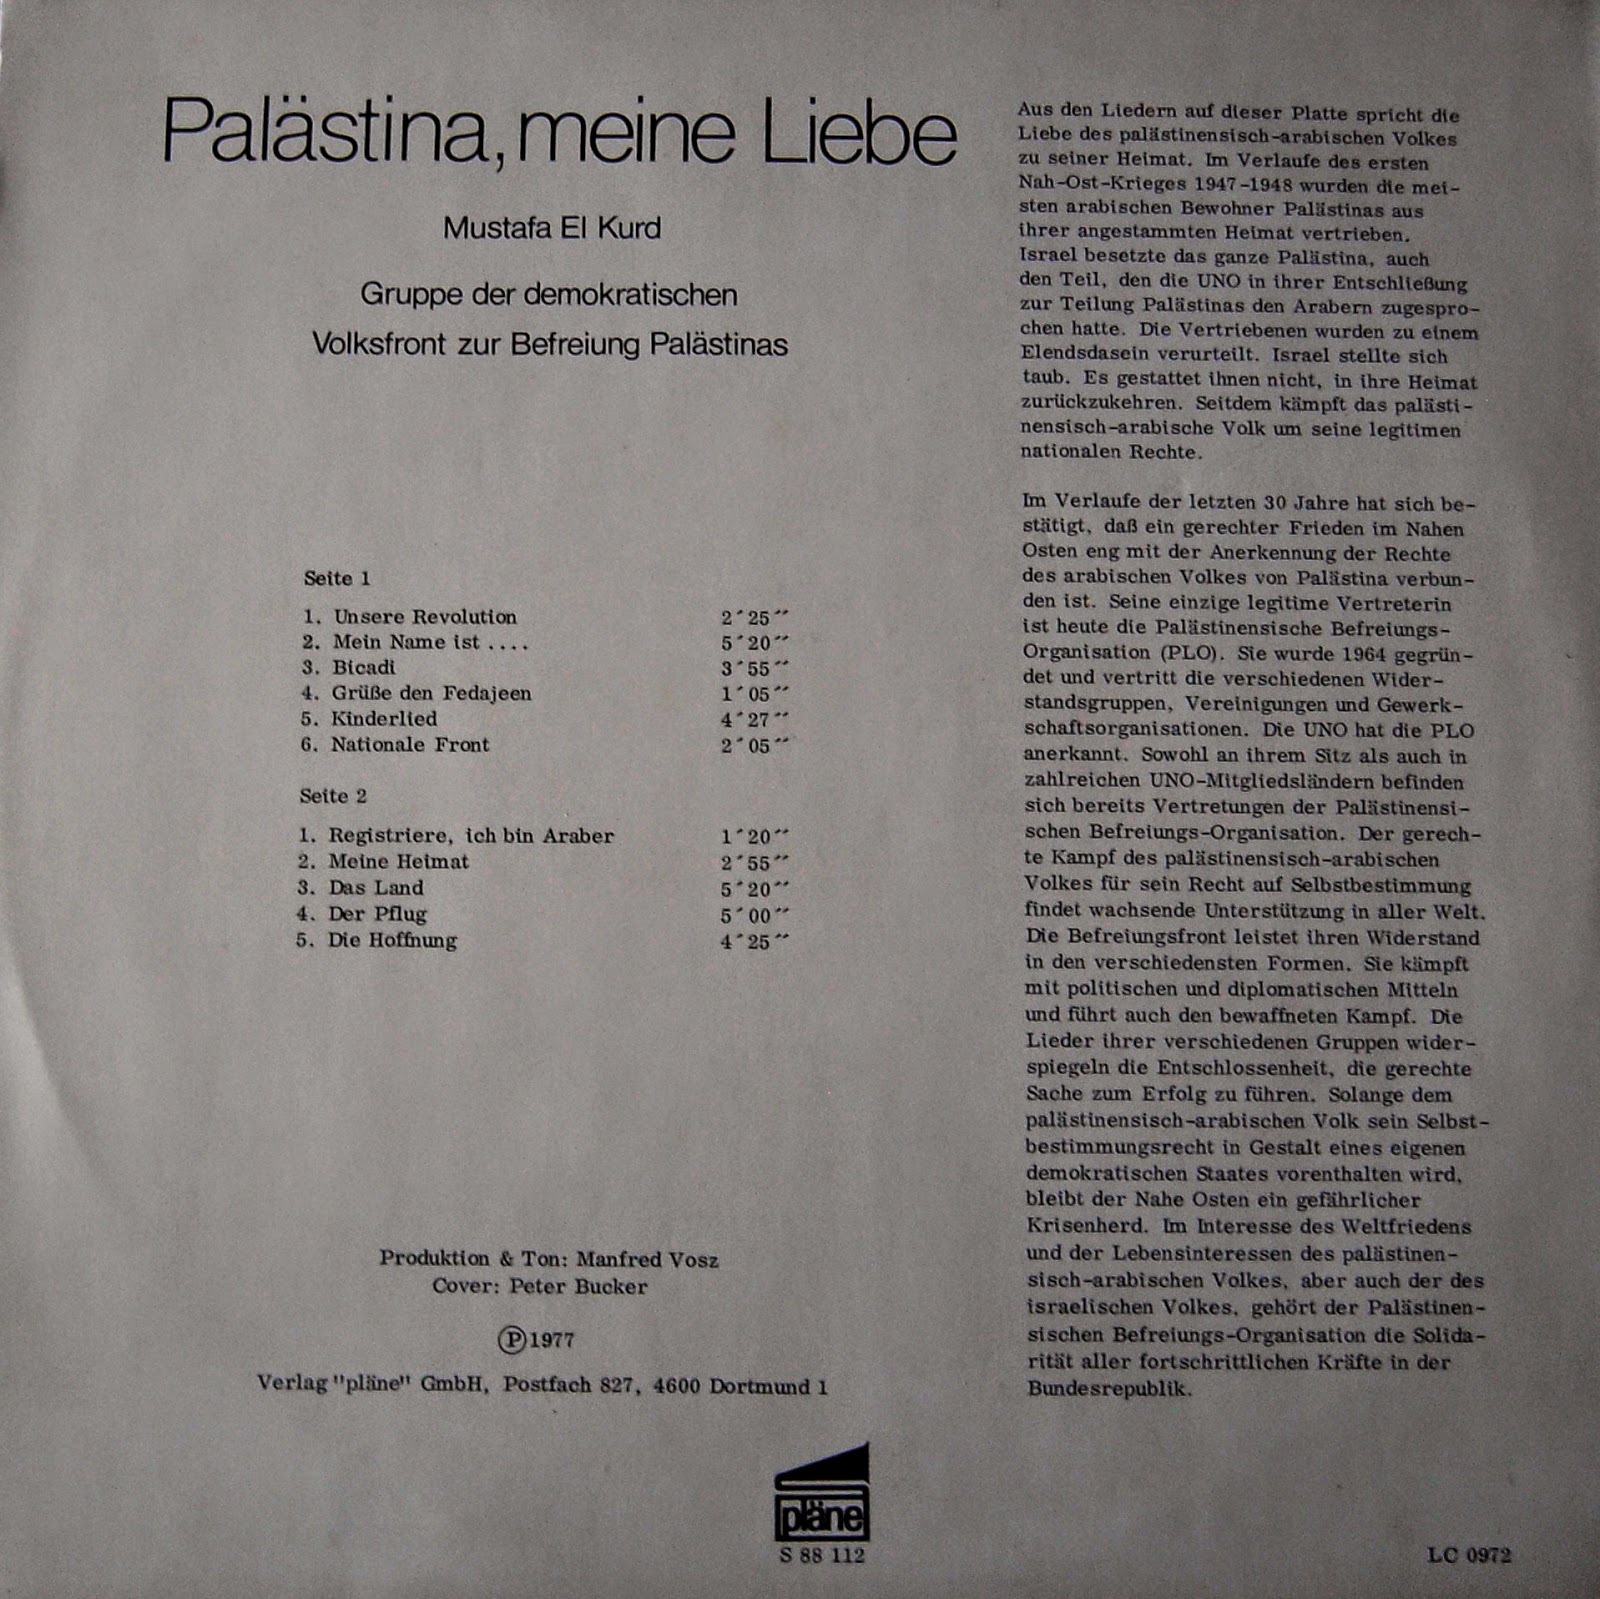 Palästina, meine Liebe
Mustafa El Kurd
Gruppe der demokratischen
Volksfront zur Befreiung Palästinas
Seite 1
1. Unsere Revolution 2´25´´
2. Mein Name ist .... 5´20´´
3. Bicadi 3´55´´
4. Grüße den Fedajeen 1´05´´
5. Kinderlied 4´27´´
6. Nationale Front 2´05´´
Seite 2
1. Registriere, ich bin Araber 1´20´´
2. Meine Heimat 2´55´´
3. Das Land 5´20´´
4. Der Pflug 5´00´´
5. Die Hoffnung 4´25´´
Produktion & Ton: Manfred Vosz
Cover: Peter Bucker
Ⓟ 1977
Verlag "pläne" GmbH, Postfach 827, 4600 Dortmund 1
pläne
S 88 112
Aus den Liedern auf dieser Platte spricht die
Liebe des palästinensisch-arabischen Volkes
zu seiner Heimat. Im Verlaufe des ersten
Nah-Ost-Krieges 1947-1948 wurden die mei-
sten arabischen Bewohner Palästinas aus
ihrer angestammten Heimat vertrieben.
Israel besetzte das ganze Palästina, auch
den Teil, den die UNO in ihrer Entschließung
zur Teilung Palästinas den Arabern zugespro-
chen hatte. Die Vertriebenen wurden zu einem
Elendsdasein verurteilt. Israel stellte sich
taub. Es gestattet ihnen nicht, in ihre Heimat
zurückzukehren. Seitdem kämpft das palästi-
nensisch-arabische Volk um seine legitimen
nationalen Rechte.
Im Verlaufe der letzten 30 Jahre hat sich be-
stätigt, daß ein gerechter Frieden im Nahen
Osten eng mit der Anerkennung der Rechte
des arabischen Volkes von Palästina verbun-
den ist. Seine einzige legitime Vertreterin
ist heute die Palästinensische Befreiungs-
Organisation (PLO). Sie wurde 1964 gegrün-
det und vertritt die verschiedenen Wider-
standsgruppen, Vereinigungen und Gewerk-
schaftsorganisationen. Die UNO hat die PLO
anerkannt. Sowohl an ihrem Sitz als auch in
zahlreichen UNO-Mitgliedsländern befinden
sich bereits Vertretungen der Palästinensi-
schen Befreiungs-Organisation. Der gerech-
te Kampf des palästinensisch-arabischen
Volkes für sein Recht auf Selbstbestimmung
findet wachsende Unterstützung in aller Welt.
Die Befreiungsfront leistet ihren Widerstand
in den verschiedensten Formen. Sie kämpft
mit politischen und diplomatischen Mitteln
und führt auch den bewaffneten Kampf. Die
Lieder ihrer verschiedenen Gruppen wider-
spiegeln die Entschlossenheit, die gerechte
Sache zum Erfolg zu führen. Solange dem
palästinensisch-arabischen Volk sein Selbst-
bestimmungsrecht in Gestalt eines eigenen
demokratischen Staates vorenthalten wird,
bleibt der Nahe Osten ein gefährlicher
Krisenherd. Im Interesse des Weltfriedens
und der Lebensinteressen des palästinen-
sisch-arabischen Volkes, aber auch der des
israelischen Volkes, gehört der Palästinen-
sischen Befreiungs-Organisation die Solida-
rität aller fortschrittlichen Kräfte in der
Bundesrepublik.
LC 0972